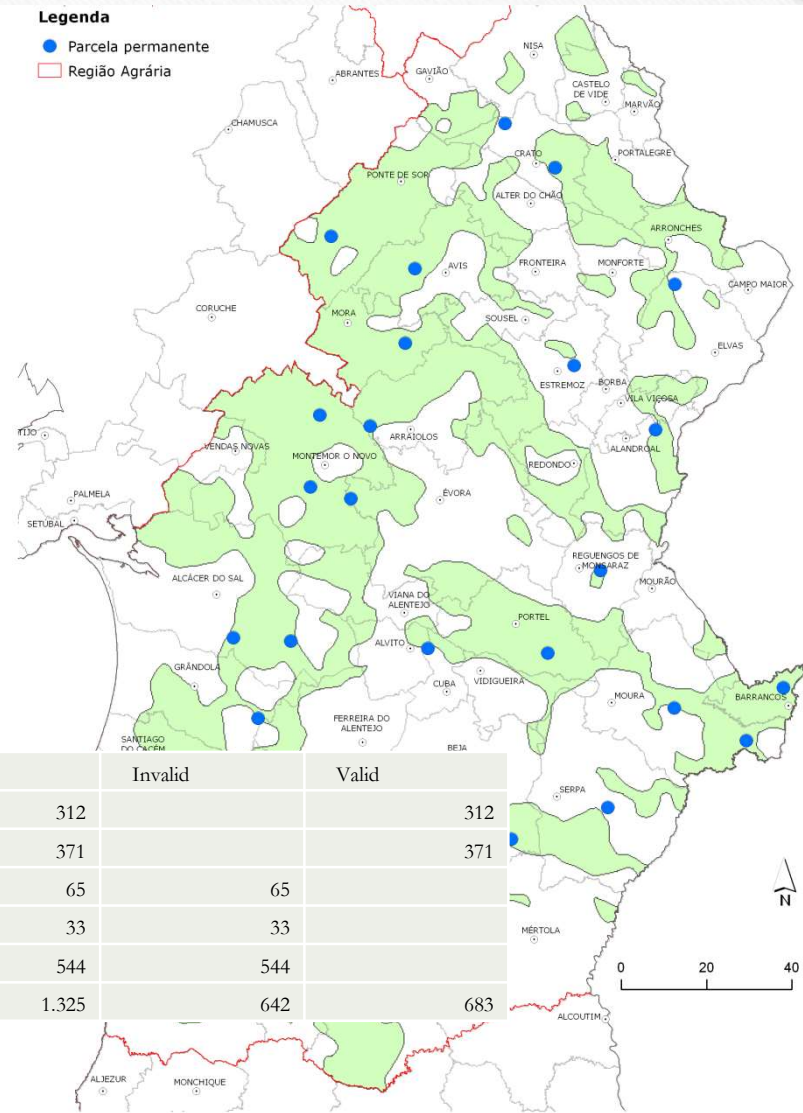 Legenda
Parcela permanente
Região Agrária
NISA
ABRANTES
GAVIÃO
CASTELO
DE VIDE
MARVÃO
CHAMUSCA
CRATO
PORTALEGRE
PONTE DE SOR
ALTER DO CHÃO
ARRONCHES
AVIS
FRONTEIRA
MONFORTE
CAMPO MAIOR
CORUCHE
MORA
SOUSEL
ELVAS
ESTREMOZ
BORBA
VILA VIÇOSA
TIJO
VENDAS NOVAS
ARRAIOLOS
ALANDROAL
MONTEMOR O NOVO
REDONDO
PALMELA
ÉVORA
SETÚBAL
REGUENGOS DE
MONSARAZ
ALCÁCER DO SAL
MOURÃO
VIANA DO
ALENTEJO
PORTEL
ALVITO
GRÂNDOLA
CUBA
VIDIGUEIRA
MOURA
BARRANCOS
FERREIRA DO
ALENTEJO
SANTIAGO
DO CACÉM
BEJA
Invalid Valid
312 312
371 371
65 65
33 33
544 544
1.325 642 683
SERPA
MÉRTOLA
N
0 20 40
ALCOUTIM
ALJEZUR
MONCHIQUE